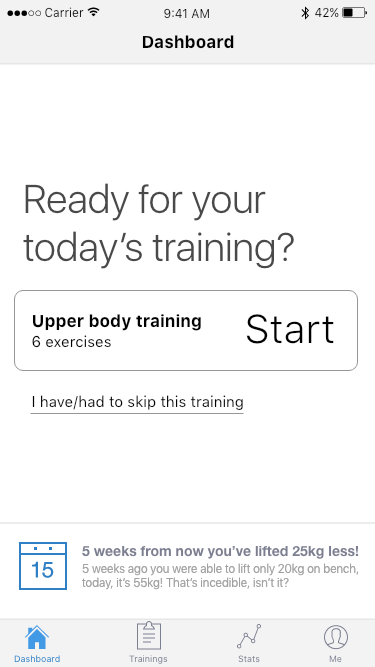 Carrier 9:41 AM 42%
Dashboard
Ready for your
today’s training?
Upper body training
6 exercises
Start
I have/had to skip this training
15
5 weeks from now you’ve lifted 25kg less!
5 weeks ago you were able to lift only 20kg on bench,
today, it’s 55kg! That’s incedible, isn’t it?
Dashboard Trainings Stats Me